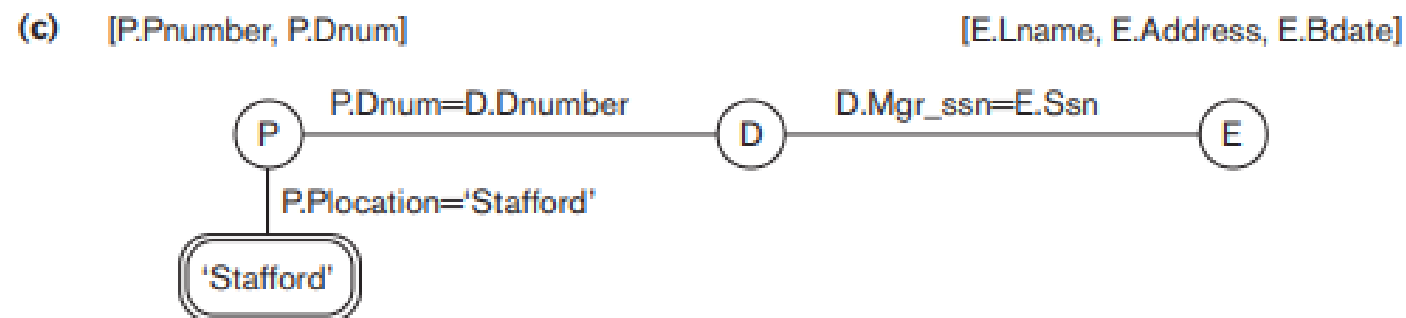 (c) [P.Pnumber, P.Dnum] [E.Lname, E.Address, E.Bdate]
P.Dnum=D.Dnumber D.Mgr_ssn=E.Ssn
P D E
P.Plocation=‘Stafford’
‘Stafford’